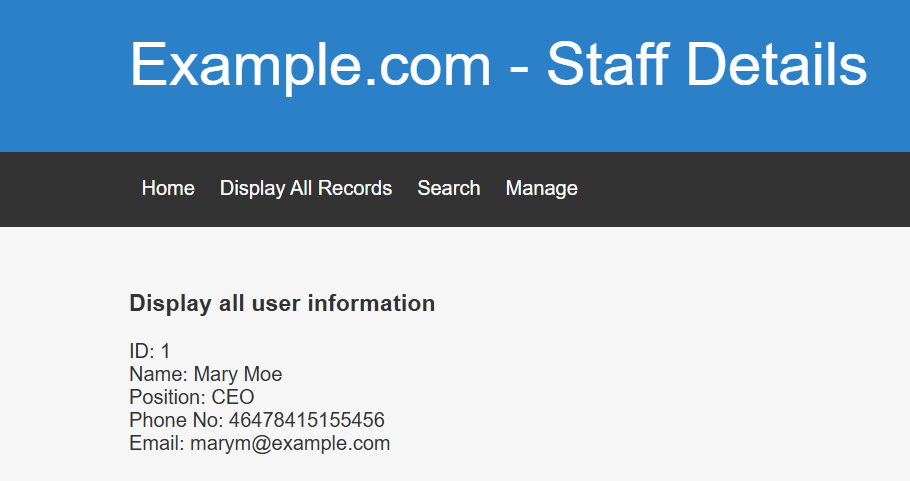 Example.com - Staff Details
Home Display All Records Search Manage
Display all user information
ID: 1
Name: Mary Moe
Position: CEO
Phone No: 46478415155456
Email: marym@example.com